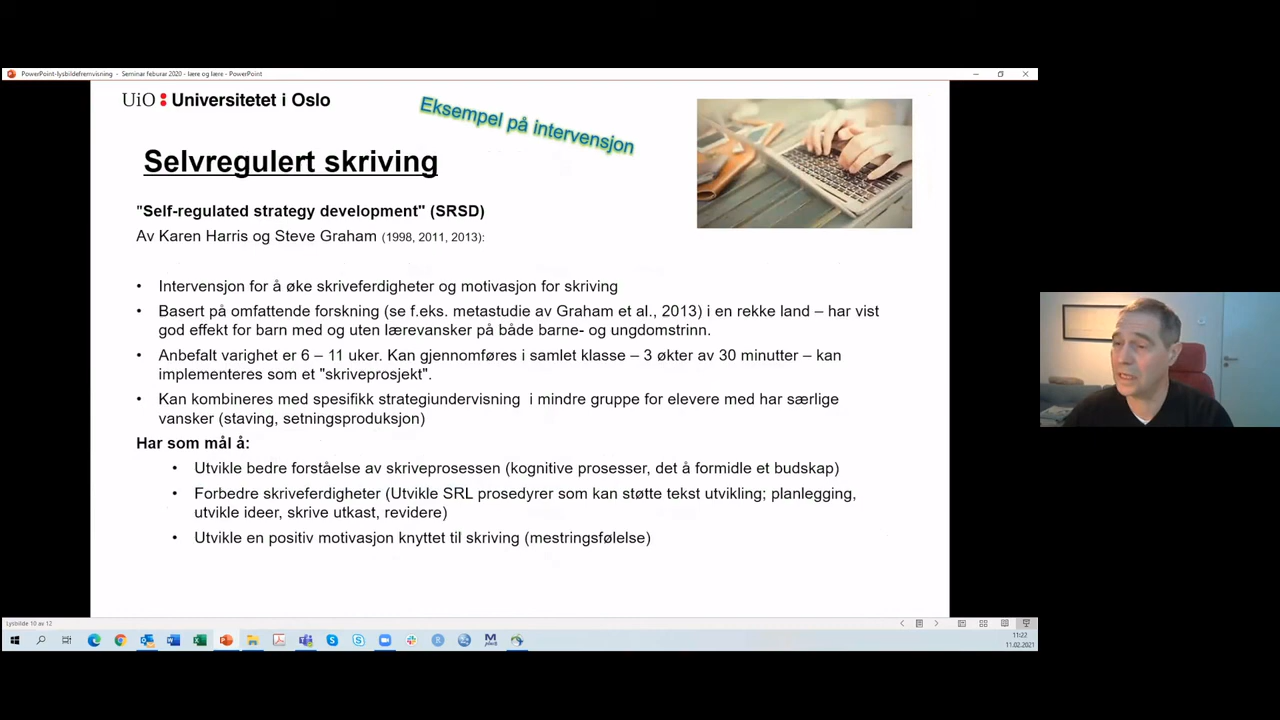 PowerPoint-lysbildefremvisning - Seminar feburar 2020 - lære og lære - PowerPoint
UiO Universitetet i Oslo
Eksempel på intervensjon
Selvregulert skriving
"Self-regulated strategy development" (SRSD)
Av Karen Harris og Steve Graham (1998, 2011, 2013):
• Intervensjon for å øke skriveferdigheter og motivasjon for skriving
• Basert på omfattende forskning (se f.eks. metastudie av Graham et al., 2013) i en rekke land – har vist
god effekt for barn med og uten lærevansker på både barne- og ungdomstrinn.
• Anbefalt varighet er 6 – 11 uker. Kan gjennomføres i samlet klasse – 3 økter av 30 minutter – kan
implementeres som et "skriveprosjekt".
• Kan kombineres med spesifikk strategiundervisning i mindre gruppe for elevere med har særlige
vansker (staving, setningsproduksjon)
Har som mål å:
• Utvikle bedre forståelse av skriveprosessen (kognitive prosesser, det å formidle et budskap)
• Forbedre skriveferdigheter (Utvikle SRL prosedyrer som kan støtte tekst utvikling; planlegging,
utvikle ideer, skrive utkast, revidere)
• Utvikle en positiv motivasjon knyttet til skriving (mestringsfølelse)
Lysbilde 10 av 12
11:22
11.02.2021